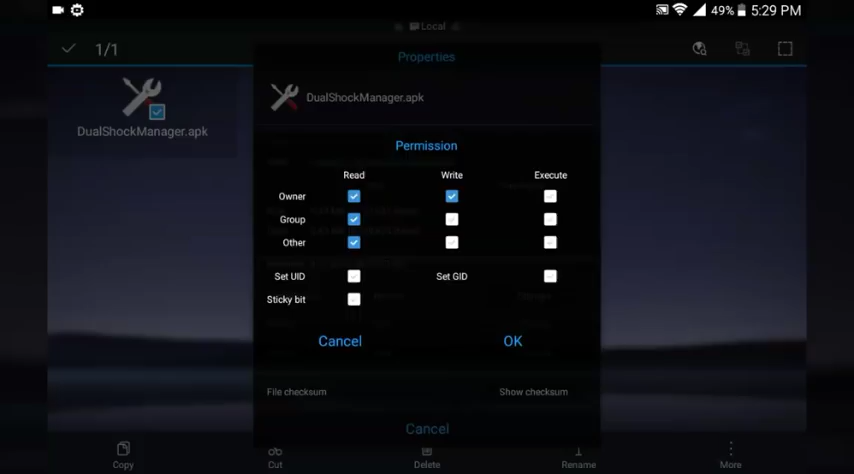 49% 5:29 PM
Local
1/1
Properties
DualShockManager.apk
DualShockManager.apk
Permission
Read Write Execute
Owner
Group
Other
Set UID Set GID
Sticky bit
Cancel OK
File checksum Show checksum
Cancel
Copy Cut Delete Rename More